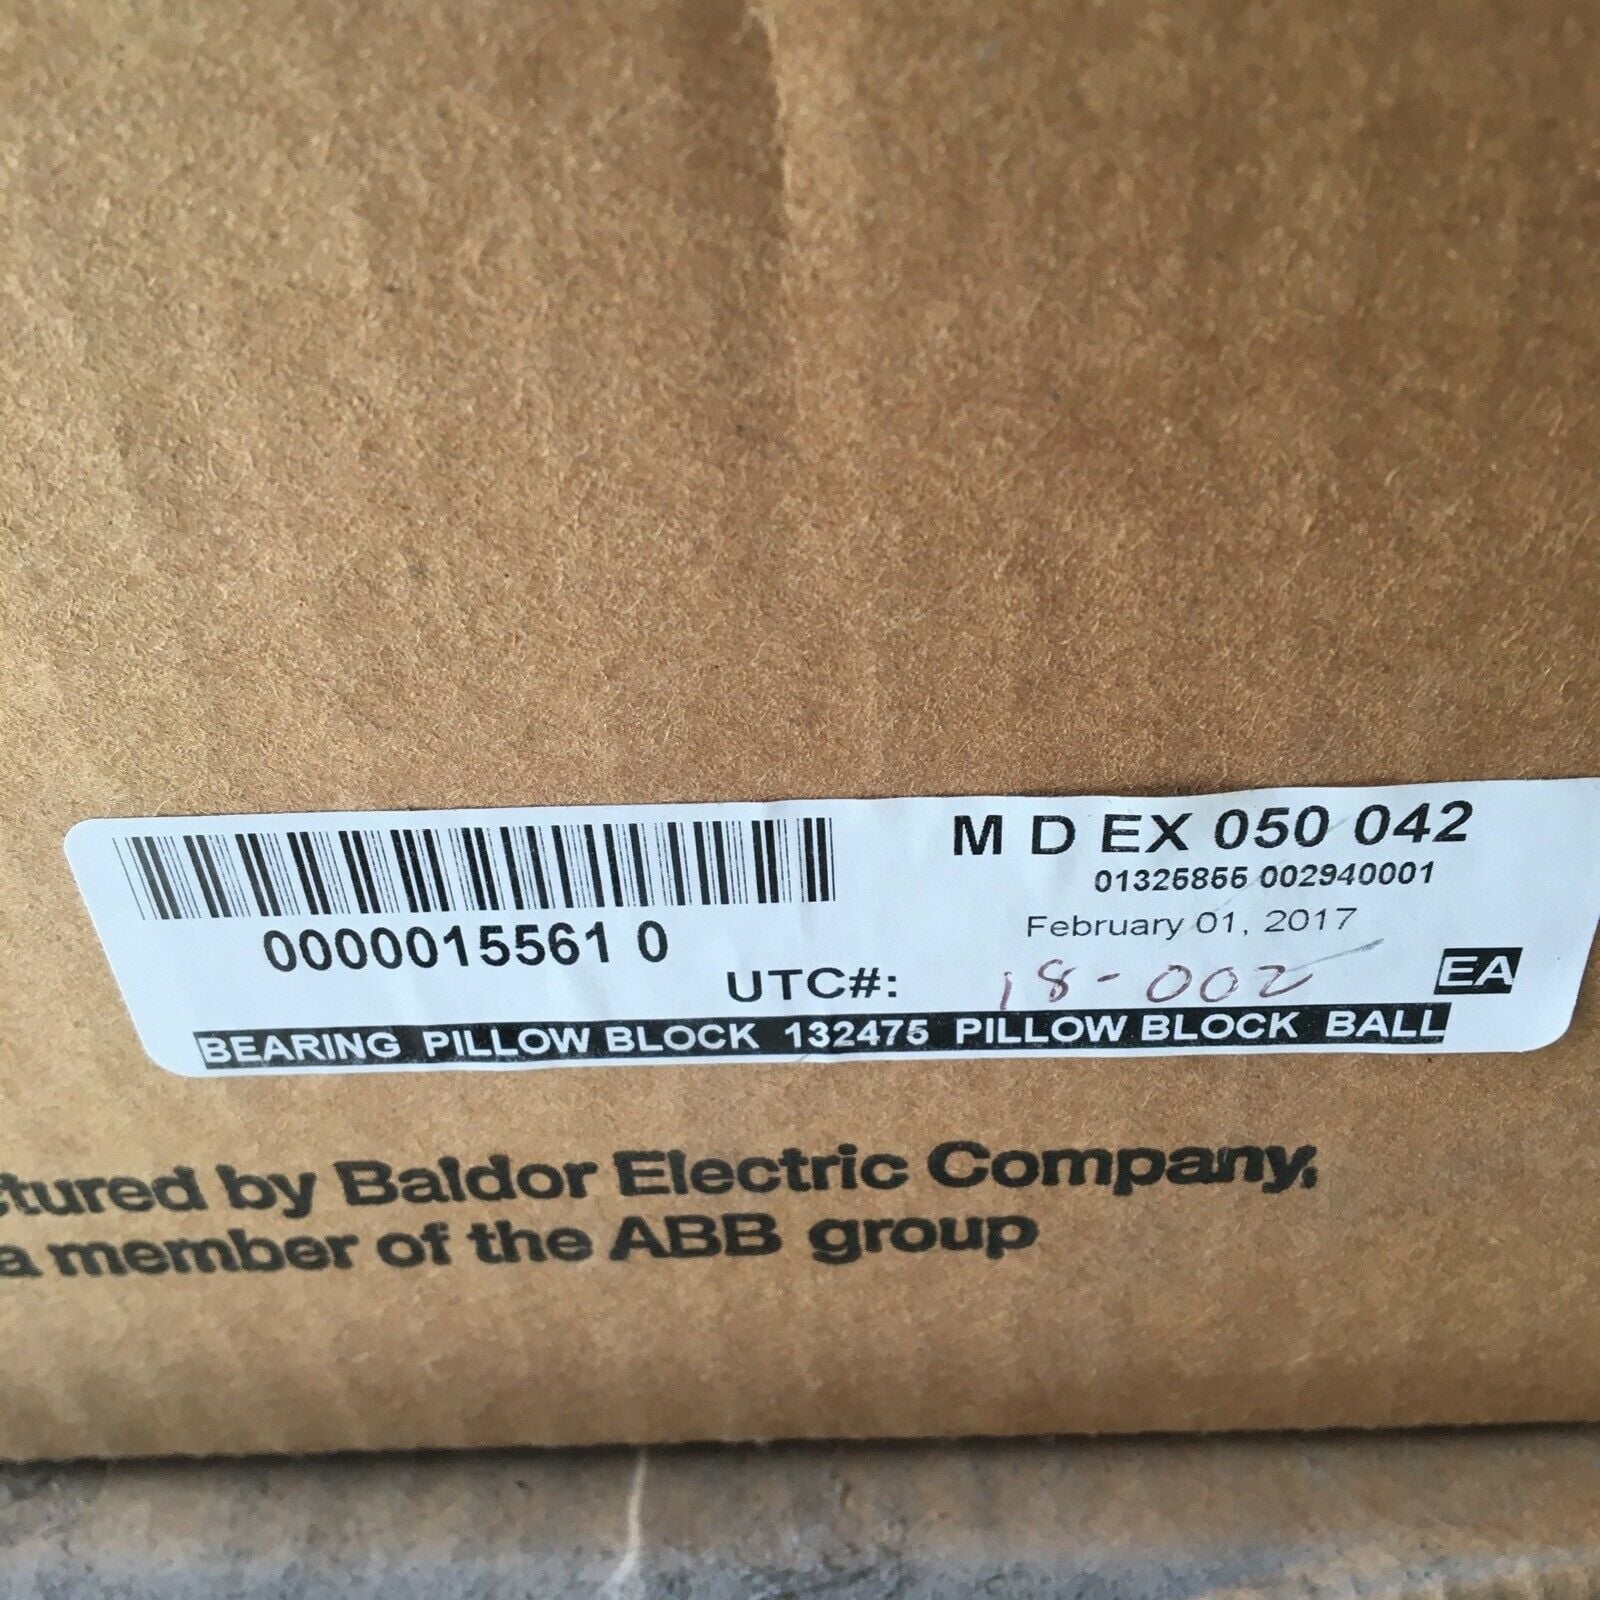 M D EX 050 042
01325855 002940001
February 01, 2017
0000015561 0
UTC#: 18-002 EA
BEARING PILLOW BLOCK 132475 PILLOW BLOCK BALL
ctured by Baldor Electric Company,
a member of the ABB group